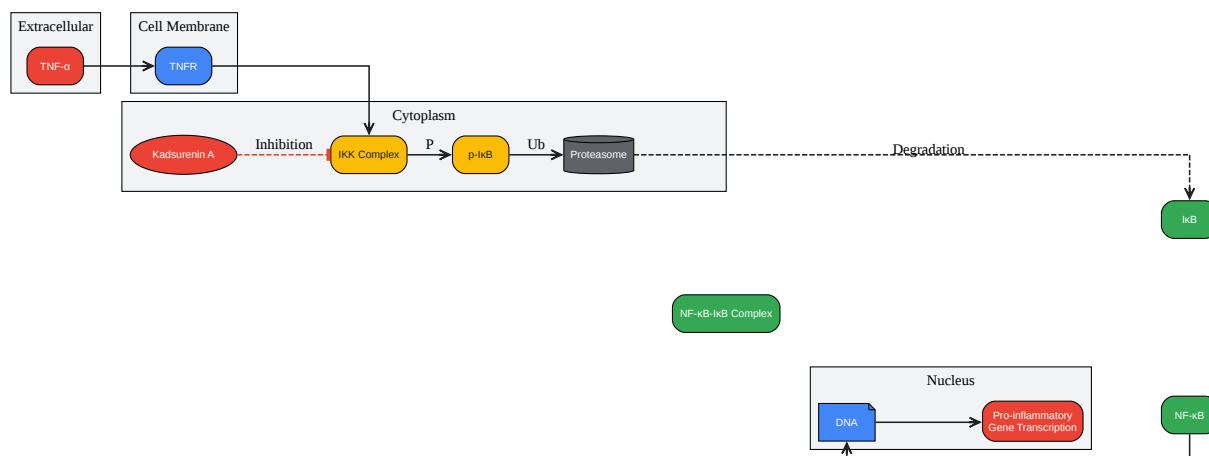 Extracellular
Cell Membrane
TNF-α
TNFR
Cytoplasm
Kadsurenin A
Inhibition
IKK Complex
P
p-IκB
Ub
Proteasome
Degradation
IκB
NF-κB-IκB Complex
Nucleus
DNA
Pro-inflammatory
Gene Transcription
NF-κB